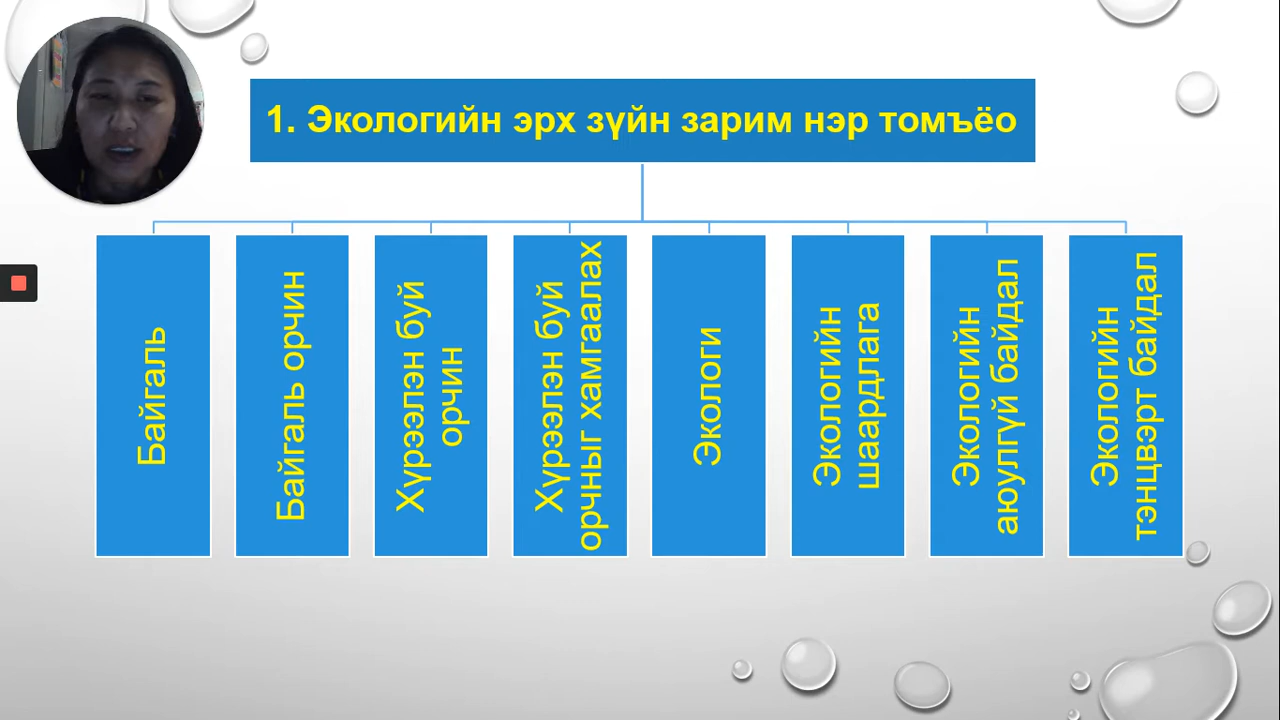 1. Экологийн эрх зүйн зарим нэр томъёо
Байгаль
Байгаль орчин
Хүрээлэн буй
орчин
Хүрээлэн буй
орчныг хамгаалах
Экологи
Экологийн
шаардлага
Экологийн
аюулгүй байдал
Экологийн
тэнцвэрт байдал